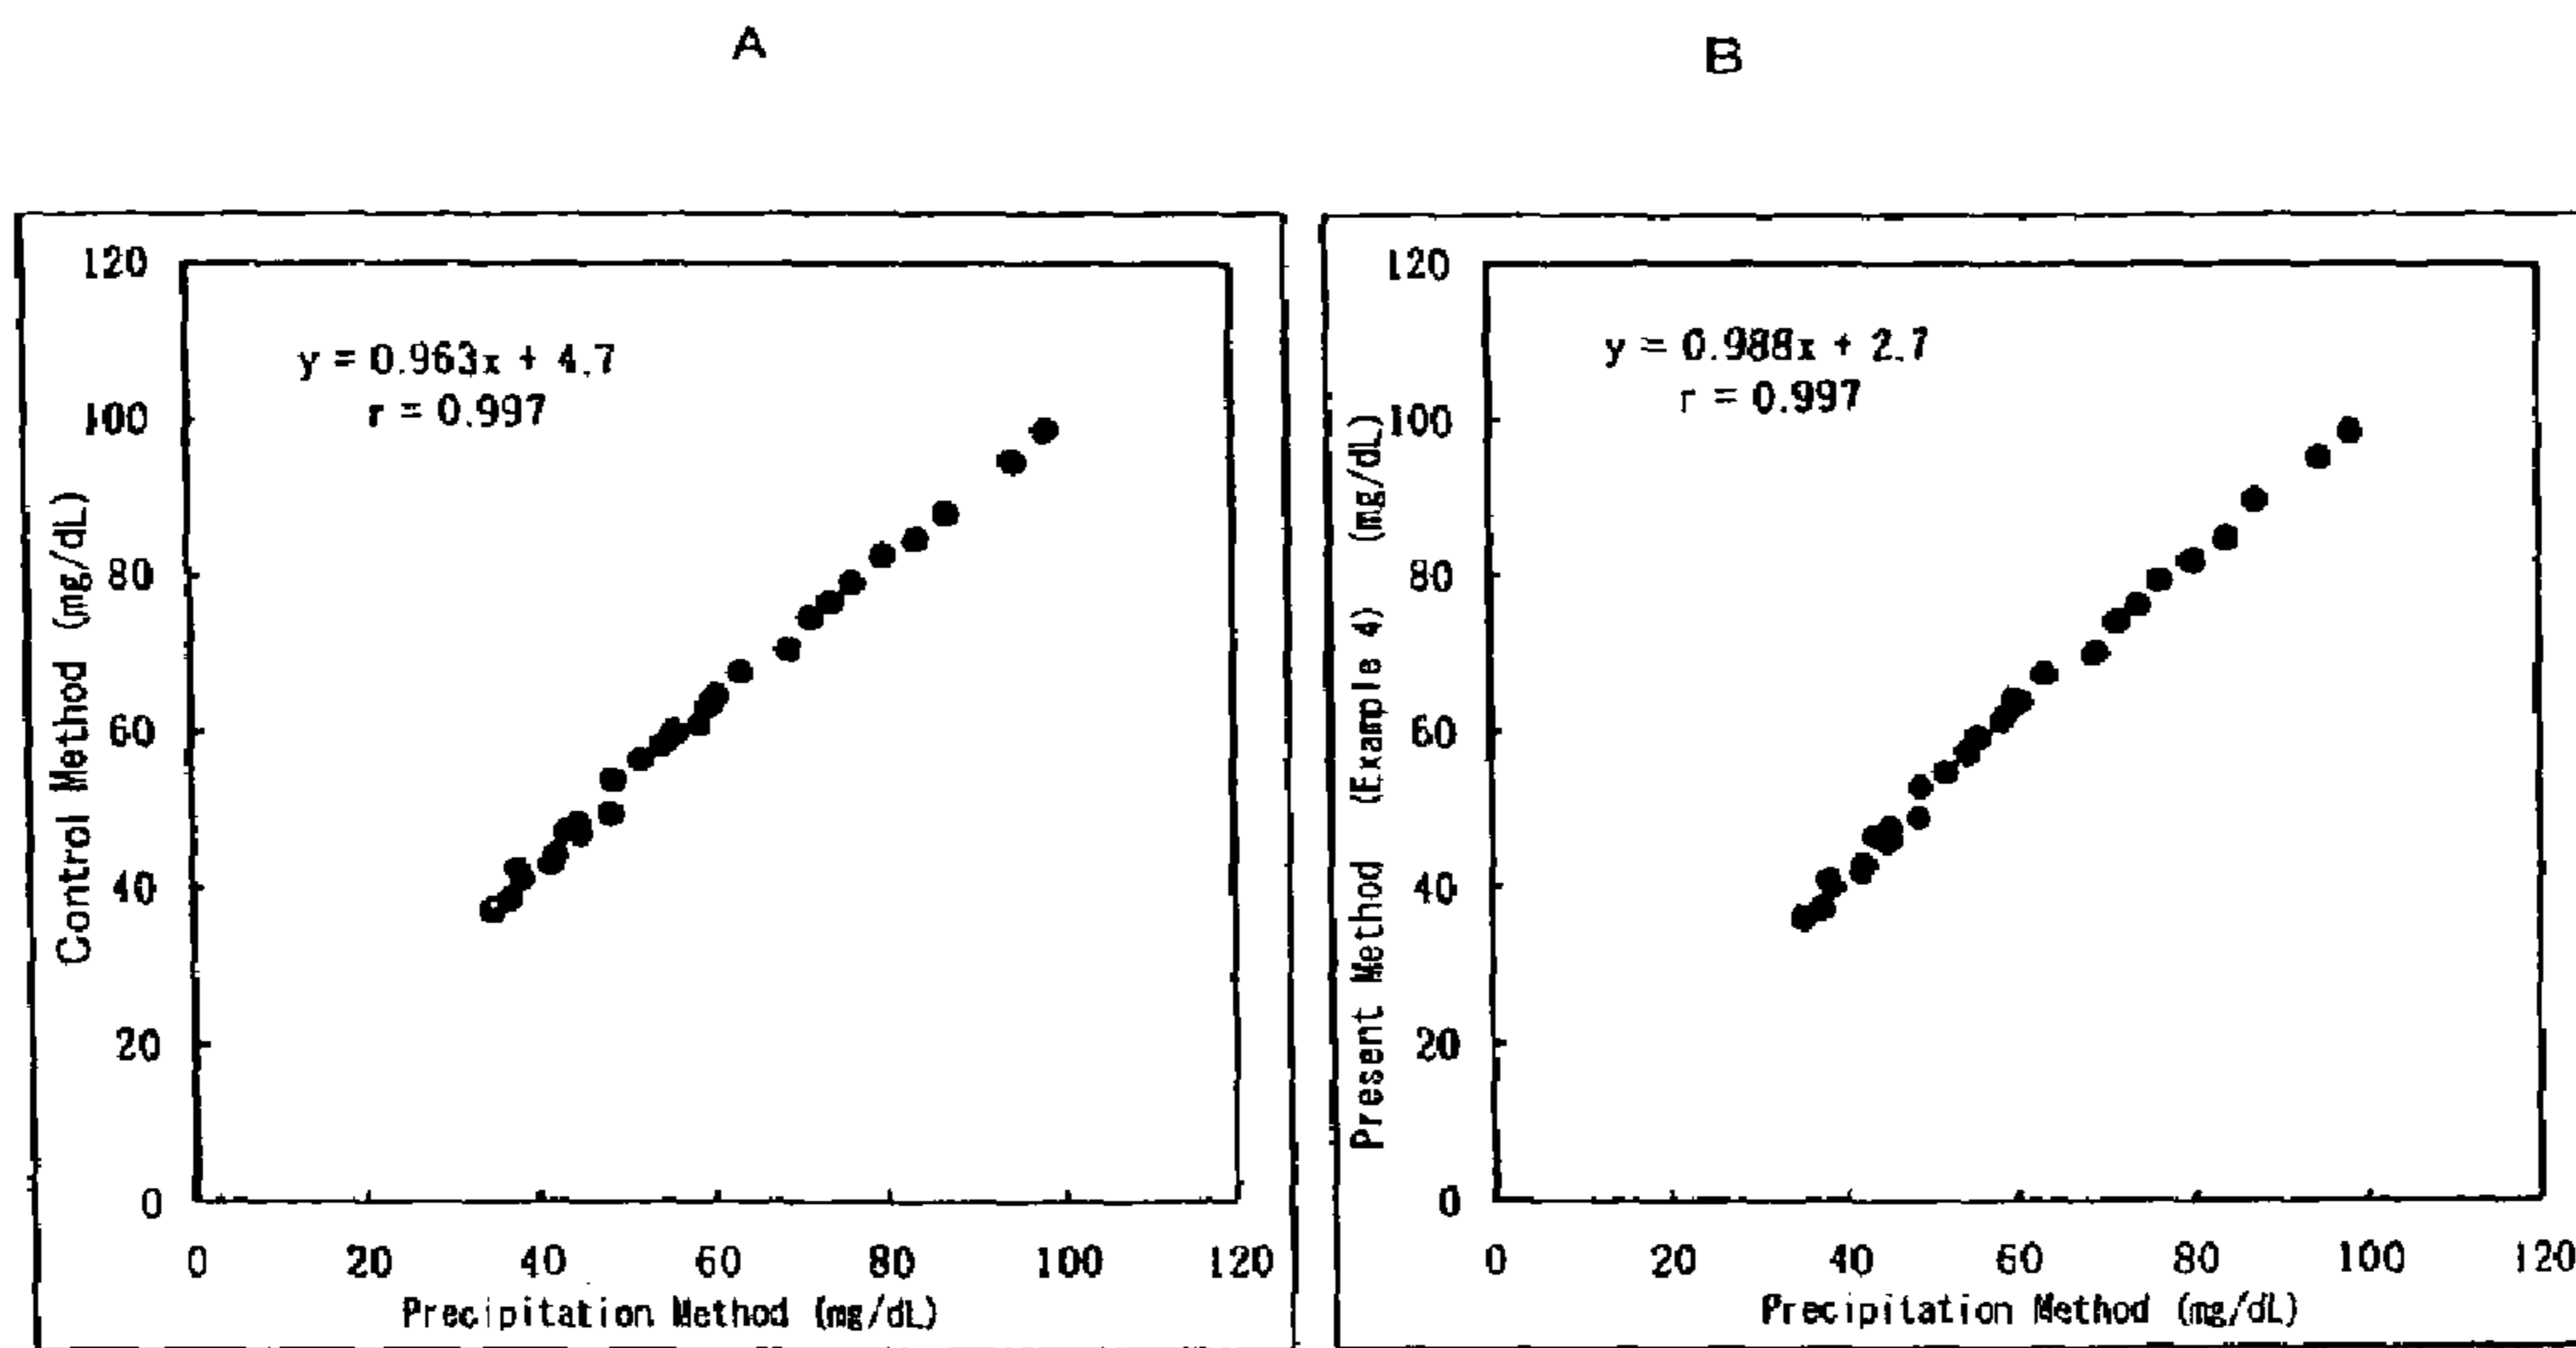 A
B
120
100
80
60
40
20
0
Control Method (mg/dL)
y = 0.963x + 4.7
r = 0.997
0 20 40 60 80 100 120
Precipitation Method (mg/dL)
120
100
80
60
40
20
0
Present Method (Example 4) (mg/dL)
y = 0.988x + 2.7
r = 0.997
0 20 40 60 80 100 120
Precipitation Method (mg/dL)